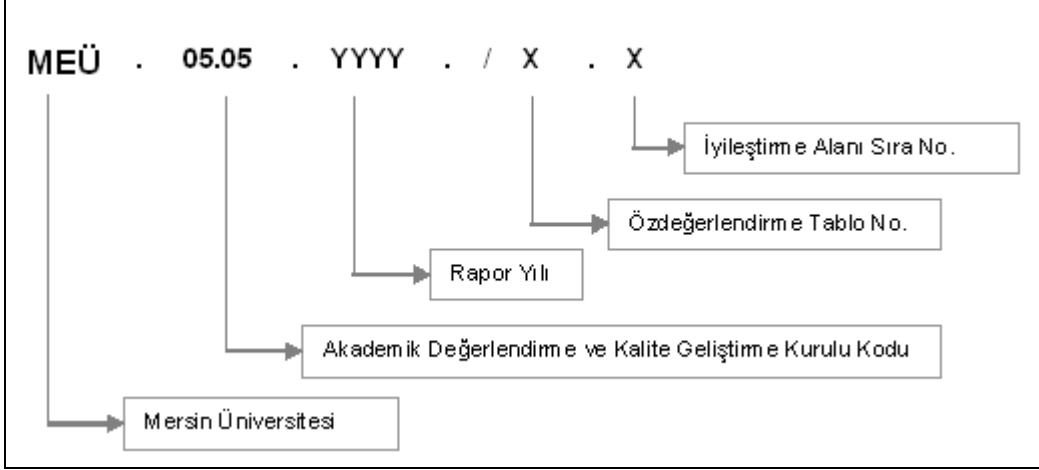 MEÜ . 05.05 . YYYY . / X . X
İyileştirme Alanı Sıra No.
Özdeğerlendirme Tablo No.
Rapor Yılı
Akademik Değerlendirme ve Kalite Geliştirme Kurulu Kodu
Mersin Üniversitesi